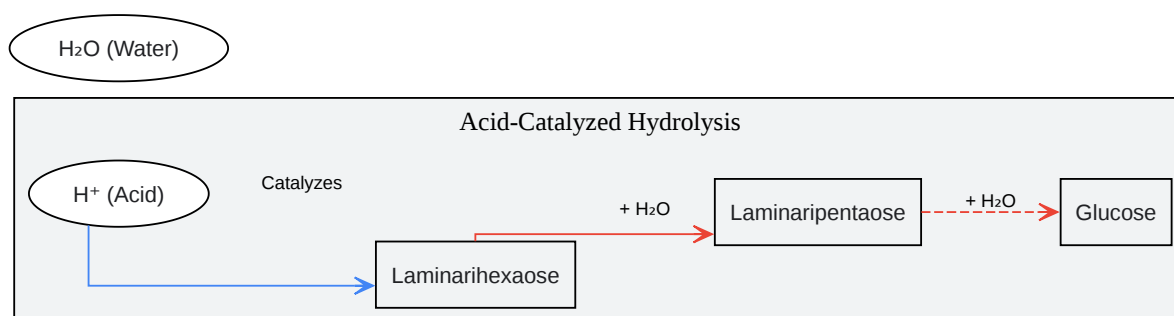 H₂O (Water)
Acid-Catalyzed Hydrolysis
H⁺ (Acid)
Catalyzes
+ H₂O
Laminaripentaose
+ H₂O
Glucose
Laminarihexaose